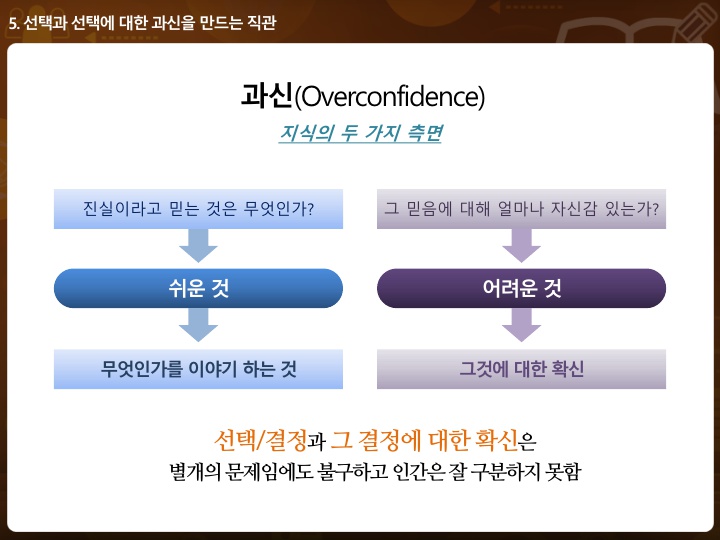 5. 선택과 선택에 대한 과신을 만드는 직관
과신(Overconfidence)
지식의 두 가지 측면
진실이라고 믿는 것은 무엇인가?
쉬운 것
무엇인가를 이야기 하는 것
그 믿음에 대해 얼마나 자신감 있는가?
어려운 것
그것에 대한 확신
선택/결정과 그 결정에 대한 확신은
별개의 문제임에도 불구하고 인간은 잘 구분하지 못함